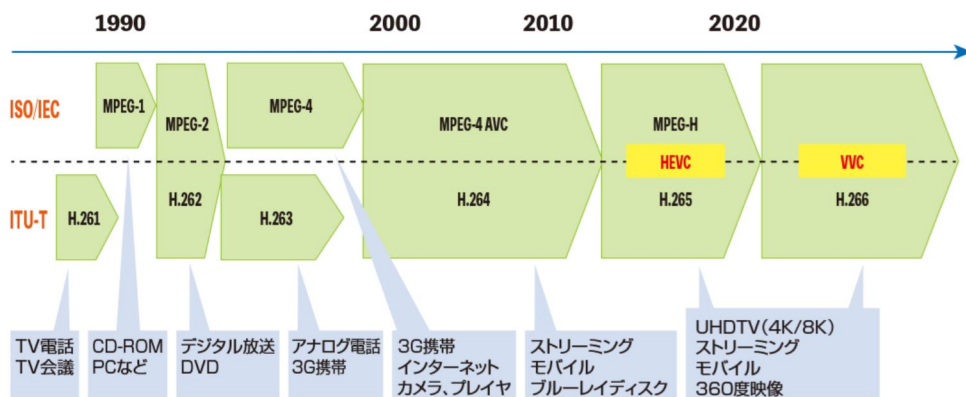 1990 2000 2010 2020
ISO/IEC
MPEG-1
MPEG-2
MPEG-4
MPEG-4 AVC
MPEG-H
HEVC
VVC
ITU-T
H.261
H.262
H.263
H.264
H.265
H.266
TV電話
TV会議
CD-ROM
PCなど
デジタル放送
DVD
アナログ電話
3G携帯
3G携帯
インターネット
カメラ、プレイヤ
ストリーミング
モバイル
ブルーレイディスク
UHDTV(4K/8K)
ストリーミング
モバイル
360度映像